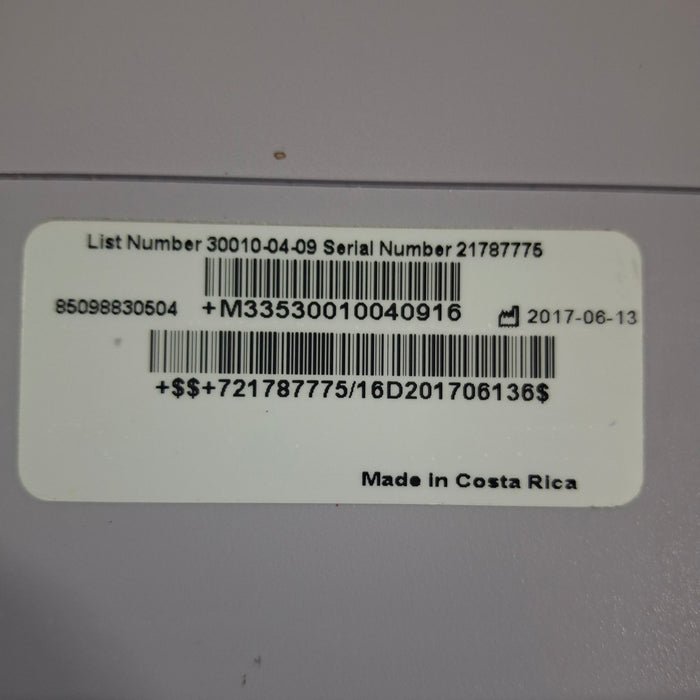 List Number 30010-04-09 Serial Number 21787775
85098830504 +M33530010040916 2017-06-13
+$$+721787775/16D201706136$
Made in Costa Rica